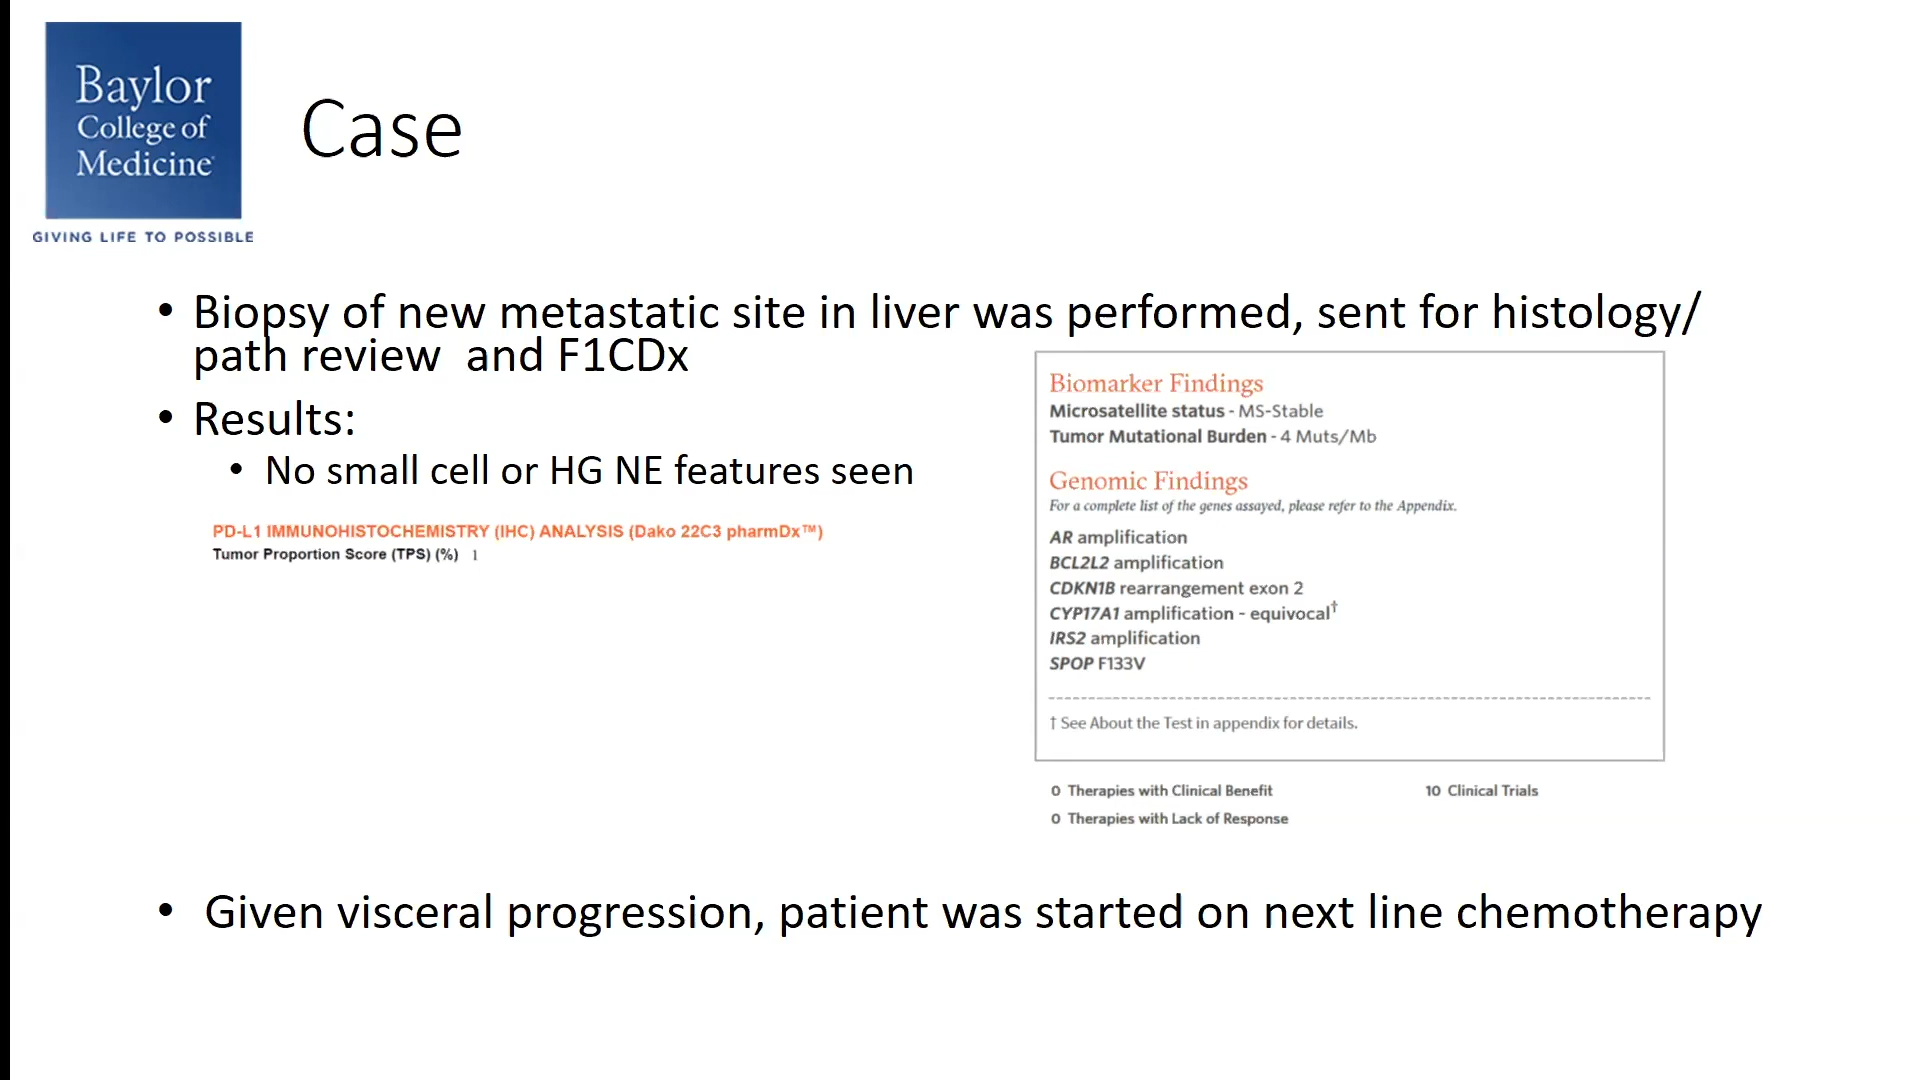 Baylor
College of
Medicine
GIVING LIFE TO POSSIBLE
Case
• Biopsy of new metastatic site in liver was performed, sent for histology/
path review and F1CDx
• Results:
• No small cell or HG NE features seen
PD-L1 IMMUNOHISTOCHEMISTRY (IHC) ANALYSIS (Dako 22C3 pharmDx™)
Tumor Proportion Score (TPS) (%) 1
Biomarker Findings
Microsatellite status - MS-Stable
Tumor Mutational Burden - 4 Muts/Mb
Genomic Findings
For a complete list of the genes assayed, please refer to the Appendix.
AR amplification
BCL2L2 amplification
CDKN1B rearrangement exon 2
CYP17A1 amplification - equivocal†
IRS2 amplification
SPOP F133V
† See About the Test in appendix for details.
0 Therapies with Clinical Benefit 10 Clinical Trials
0 Therapies with Lack of Response
• Given visceral progression, patient was started on next line chemotherapy